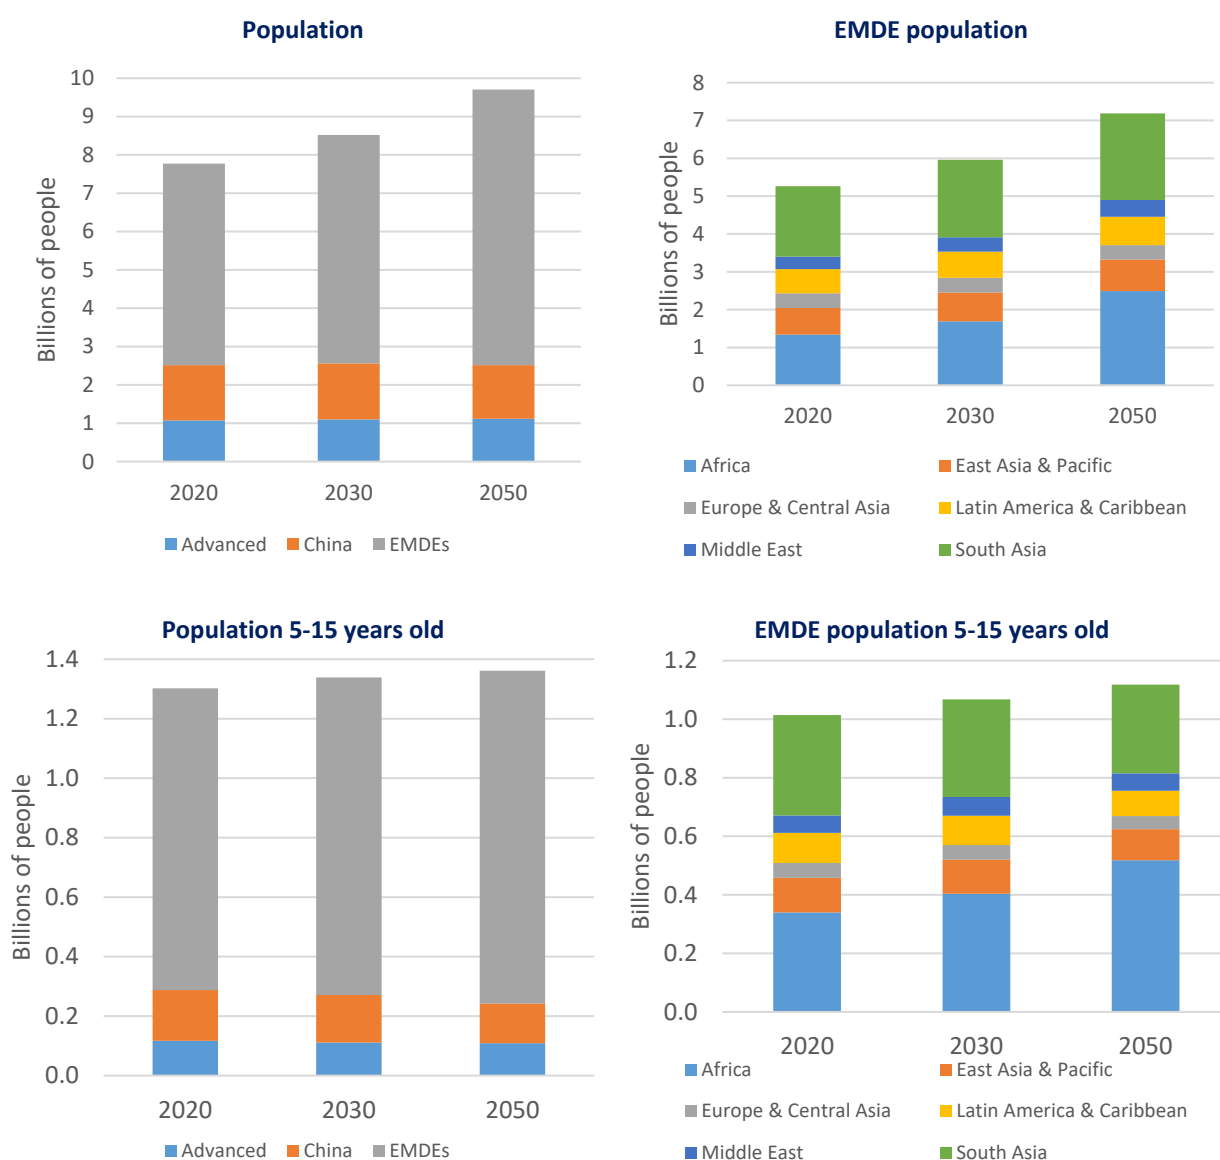 Population
10
9
8
7
6
5
4
3
2
1
0
Billions of people
2020 2030 2050
Advanced China EMDEs
EMDE population
8
7
6
5
4
3
2
1
0
Billions of people
2020 2030 2050
Africa East Asia & Pacific
Europe & Central Asia Latin America & Caribbean
Middle East South Asia
Population 5-15 years old
1.4
1.2
1.0
0.8
0.6
0.4
0.2
0.0
Billions of people
2020 2030 2050
Advanced China EMDEs
EMDE population 5-15 years old
1.2
1.0
0.8
0.6
0.4
0.2
0.0
Billions of people
2020 2030 2050
Africa East Asia & Pacific
Europe & Central Asia Latin America & Caribbean
Middle East South Asia